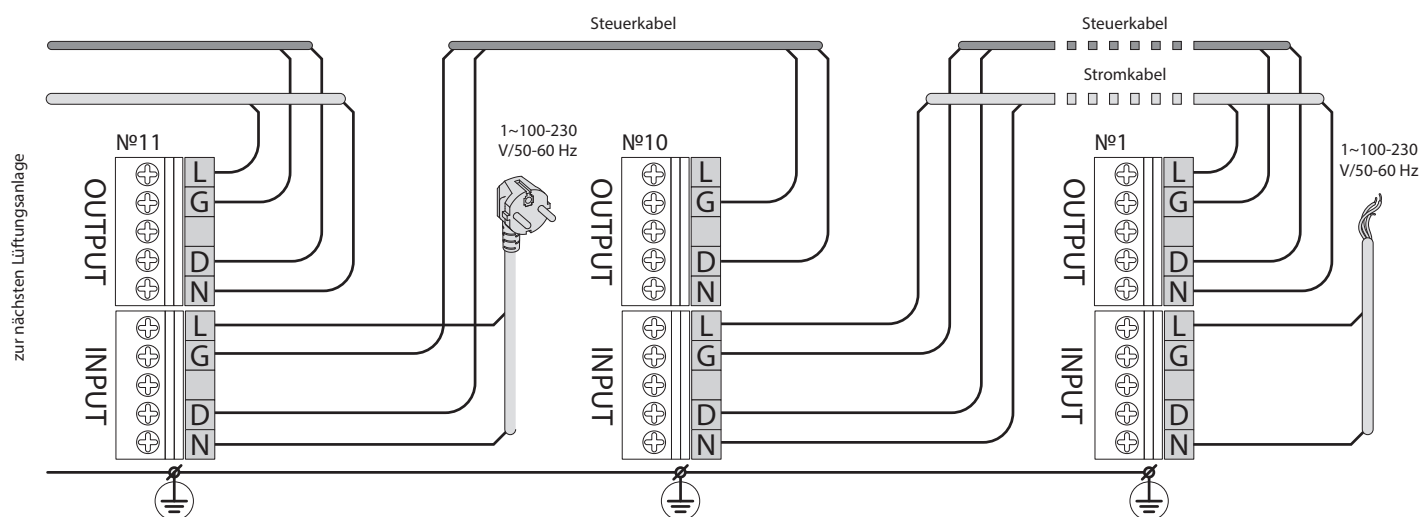 Steuerkabel
Steuerkabel
Stromkabel
zur nächsten Lüftungsanlage
№11
OUTPUT
L
G
D
N
INPUT
L
G
D
N
1~100-230
V/50-60 Hz
№10
OUTPUT
L
G
D
N
INPUT
L
G
D
N
№1
OUTPUT
L
G
D
N
INPUT
L
G
D
N
1~100-230
V/50-60 Hz